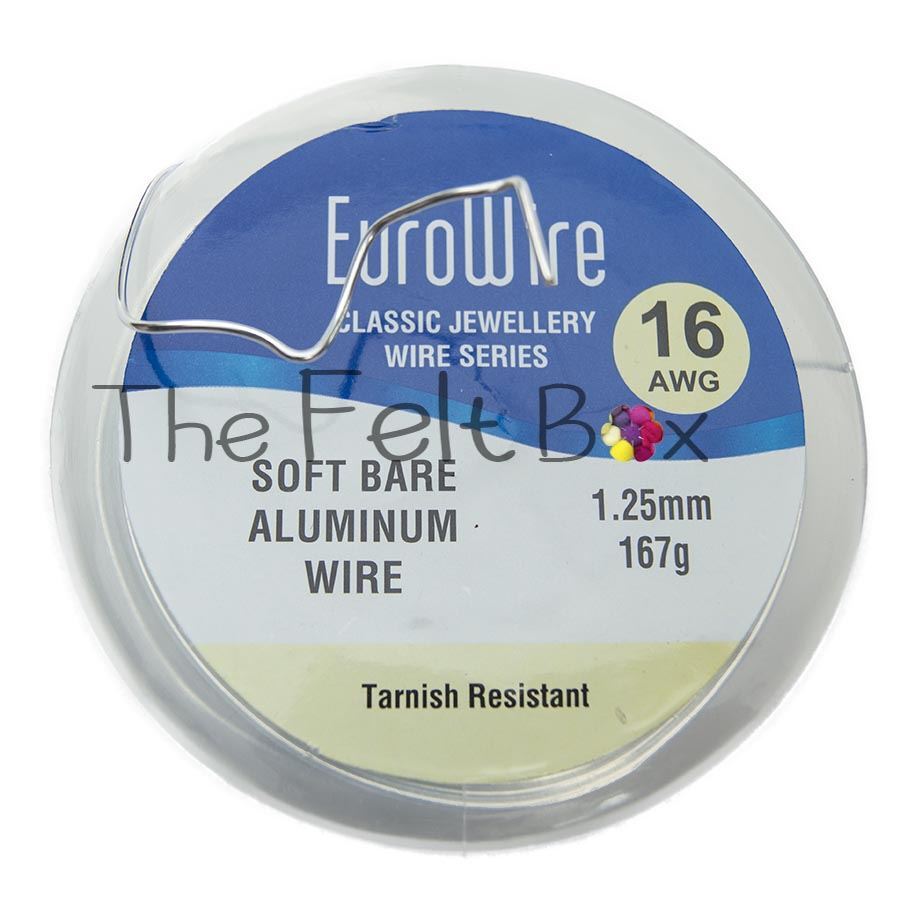 EuroWire
CLASSIC JEWELLERY
WIRE SERIES
16
AWG
The Felt Box
SOFT BARE
ALUMINUM
WIRE
1.25mm
167g
Tarnish Resistant